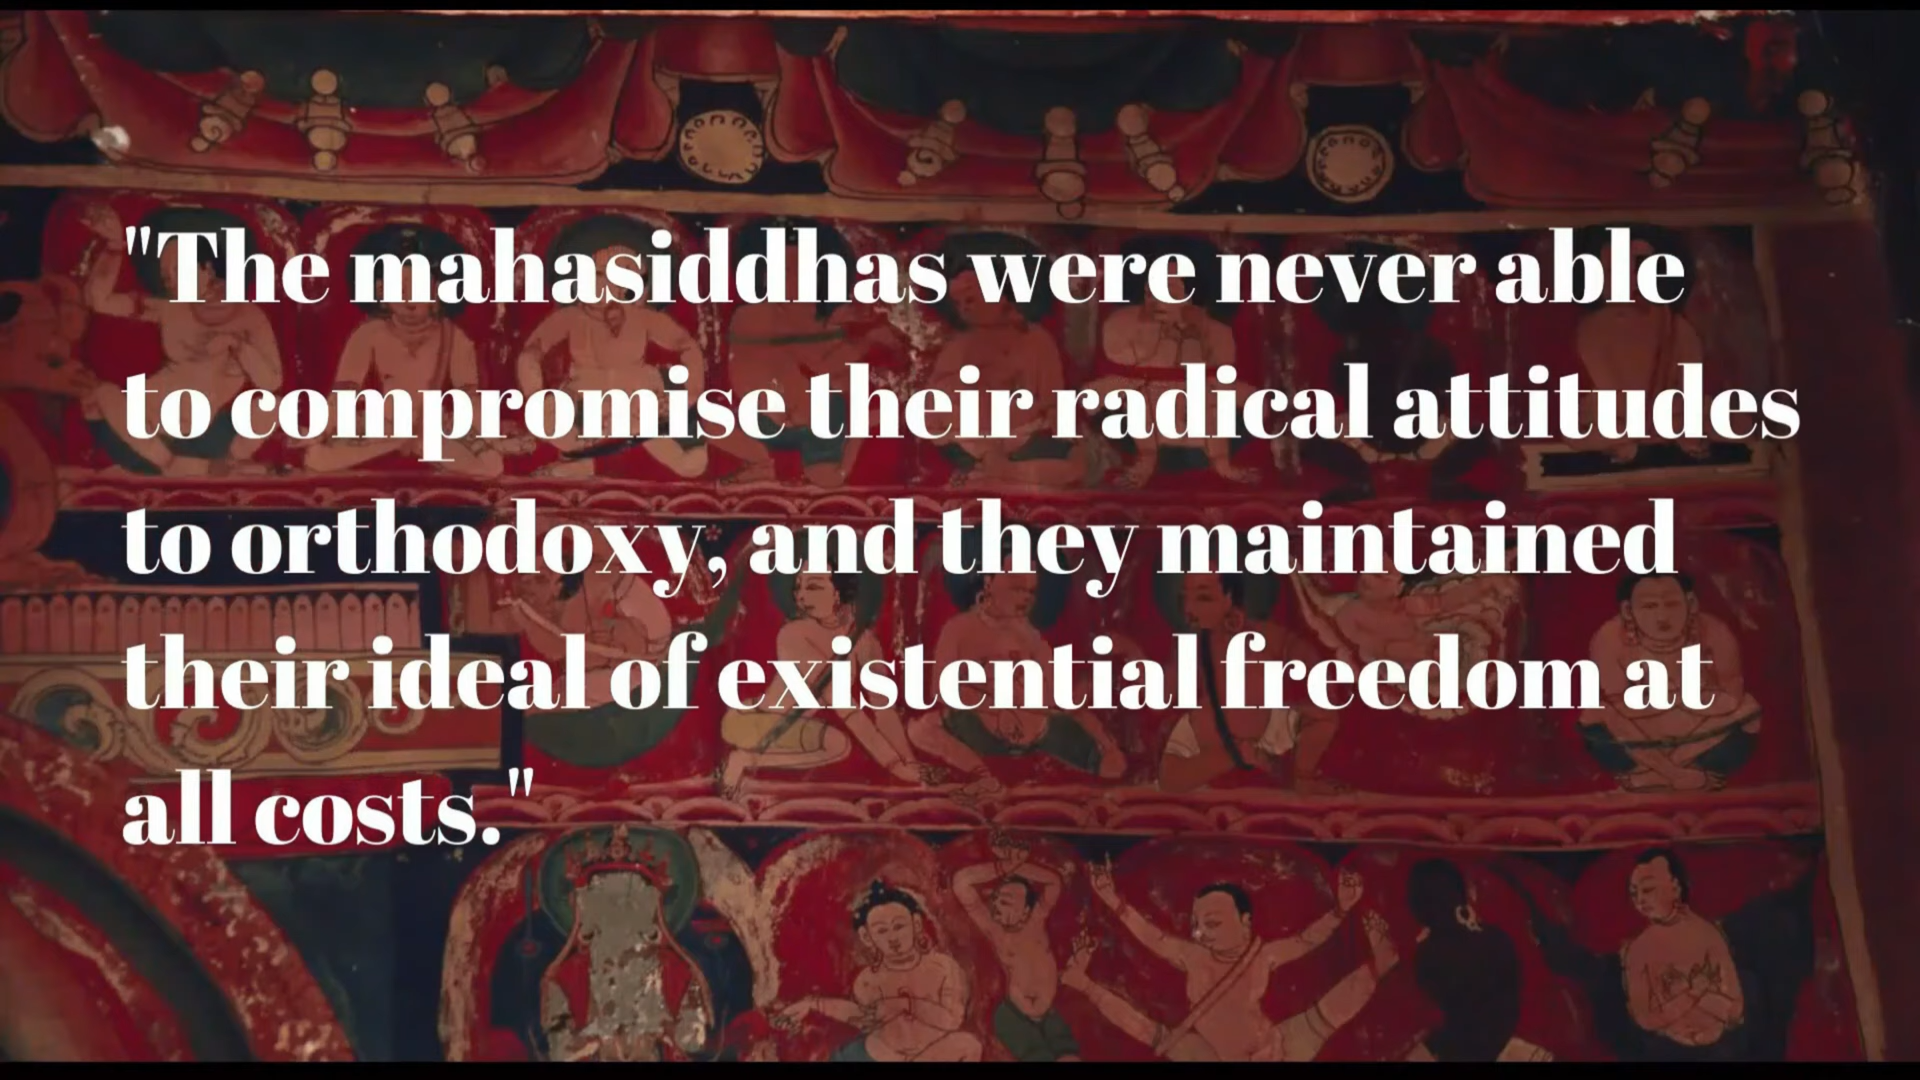 "The mahasiddhas were never able
to compromise their radical attitudes
to orthodoxy, and they maintained
their ideal of existential freedom at
all costs."